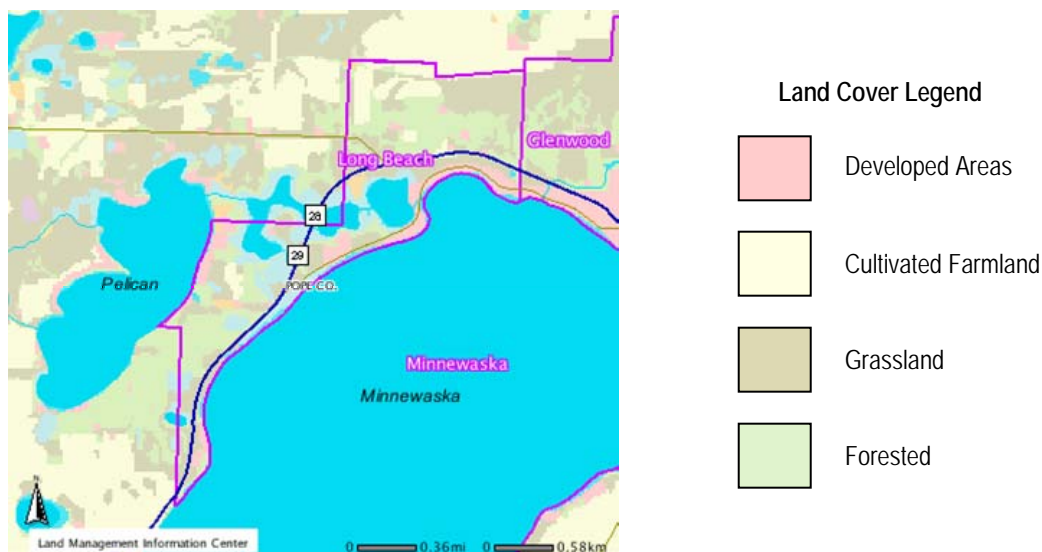 Glenwood
Long Beach
28
29
POPE CO.
Pelican
Minnewaska
Minnewaska
N
Land Management Information Center
0 0.36mi 0 0.58km
Land Cover Legend
Developed Areas
Cultivated Farmland
Grassland
Forested